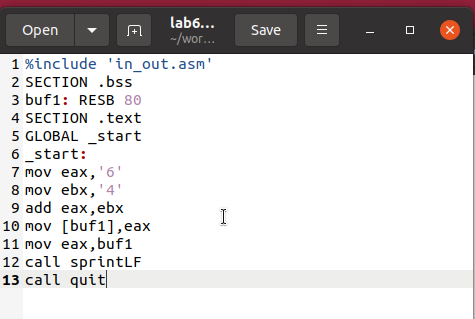 Open
lab6...
~/wor...
Save
1 %include 'in_out.asm'
2 SECTION .bss
3 buf1: RESB 80
4 SECTION .text
5 GLOBAL _start
6 _start:
7 mov eax,'6'
8 mov ebx,'4'
9 add eax,ebx
10 mov [buf1],eax
11 mov eax,buf1
12 call sprintLF
13 call quit